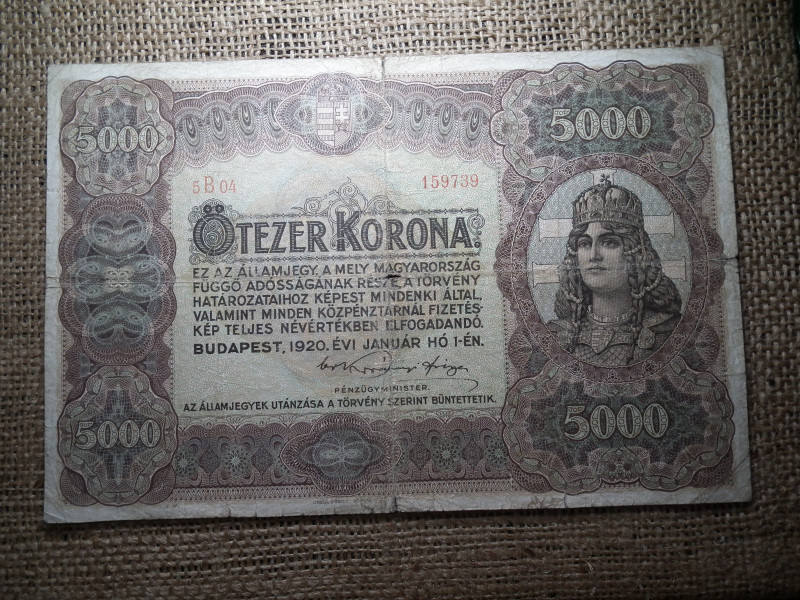 5000
5000
5B04
159739
ÖTEZER KORONA.
EZ AZ ÁLLAMJEGY, A MELY MAGYARORSZÁG
FÜGGŐ ADÓSSÁGÁNAK RÉSZE, A TÖRVÉNY
HATÁROZATAIHOZ KÉPEST MINDENKI ÁLTAL,
VALAMINT MINDEN KÖZPÉNZTÁRNÁL FIZETÉS-
KÉP TELJES NÉVÉRTÉKBEN ELFOGADANDÓ.
BUDAPEST, 1920. ÉVI JANUÁR HÓ 1-ÉN.
PÉNZÜGYMINISTER.
AZ ÁLLAMJEGYEK UTÁNZÁSA A TÖRVÉNY SZERINT BÜNTETTETIK.
5000
5000